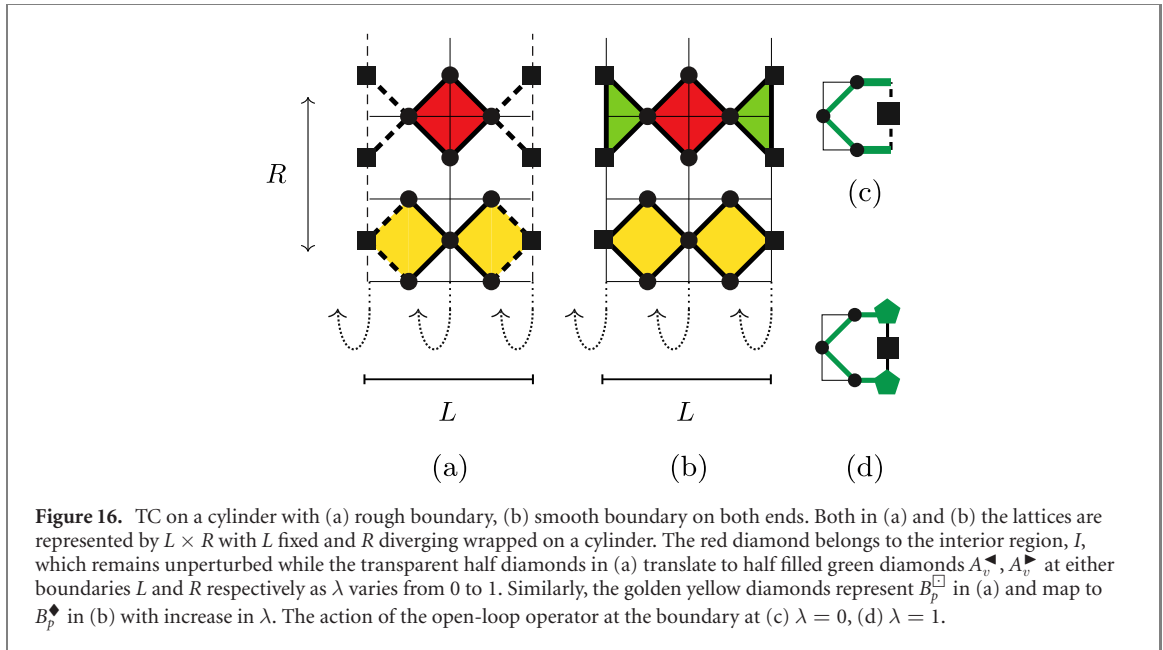 R
(c)
L
L
(a)
(b)
(d)
Figure 16. TC on a cylinder with (a) rough boundary, (b) smooth boundary on both ends. Both in (a) and (b) the lattices are
represented by L × R with L fixed and R diverging wrapped on a cylinder. The red diamond belongs to the interior region, I,
which remains unperturbed while the transparent half diamonds in (a) translate to half filled green diamonds A_v^◀, A_v^▶ at either
boundaries L and R respectively as λ varies from 0 to 1. Similarly, the golden yellow diamonds represent B_p^⊡ in (a) and map to
B_p^♦ in (b) with increase in λ. The action of the open-loop operator at the boundary at (c) λ = 0, (d) λ = 1.